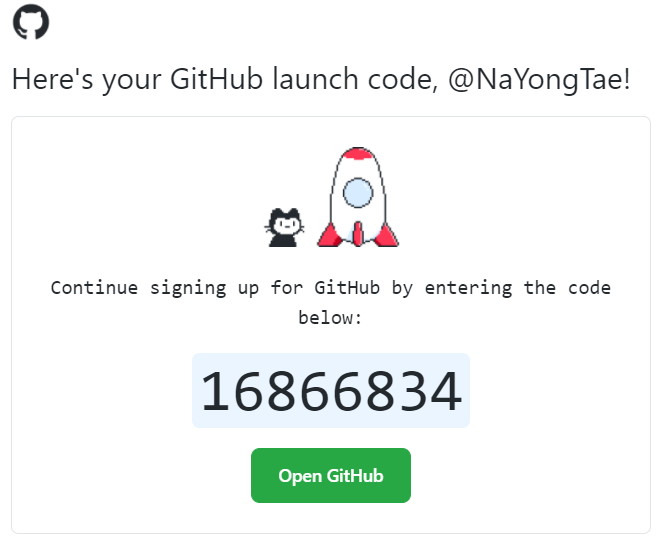 Here's your GitHub launch code, @NaYongTae!
Continue signing up for GitHub by entering the code
below:
16866834
Open GitHub